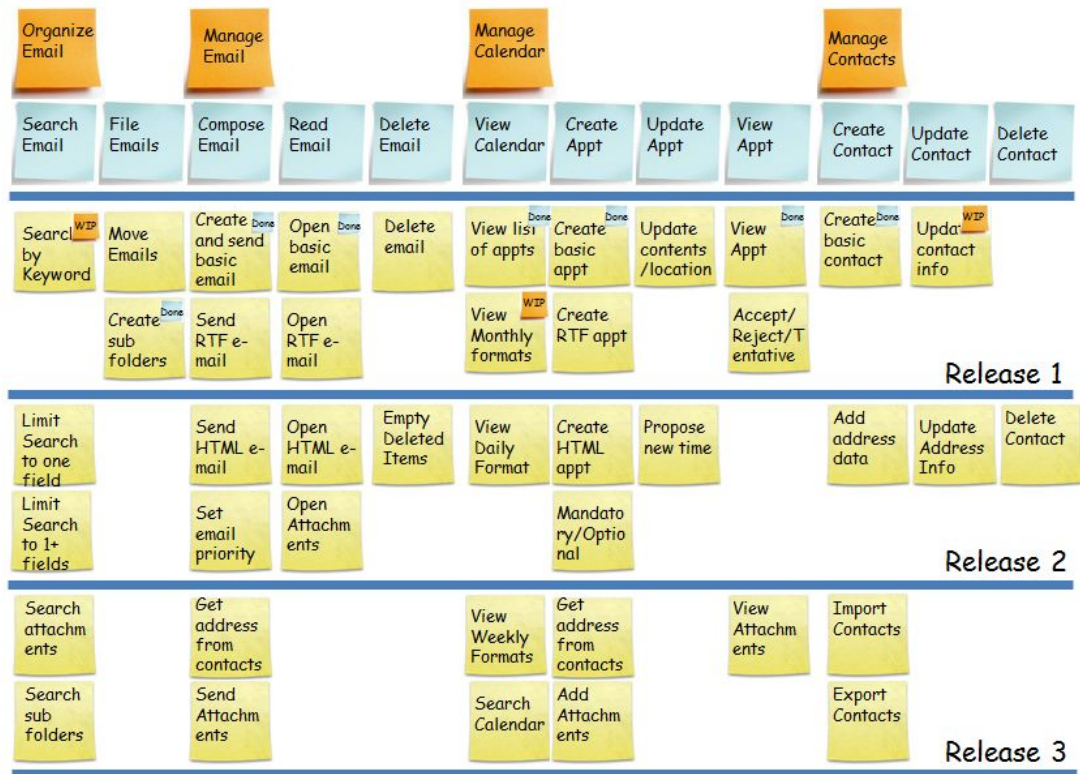 Organize
Email
Manage
Email
Manage
Calendar
Manage
Contacts
Search
Email
File
Emails
Compose
Email
Read
Email
Delete
Email
View
Calendar
Create
Appt
Update
Appt
View
Appt
Create
Contact
Update
Contact
Delete
Contact
WIP
by
Keyword
Move
Emails
Create
Done
and send
basic
email
Open
Done
basic
email
Delete
email
View list
Done
of appts
Create
Done
basic
appt
Update
contents
/location
View
Done
Appt
Create
Done
basic
contact
WIP
contact
info
Create
Done
sub
folders
Send
RTF e-
mail
Open
RTF e-
mail
View
WIP
Monthly
formats
Create
RTF appt
Accept/
Reject/T
entative
Release 1
Limit
Search
to one
field
Send
HTML e-
mail
Open
HTML e-
mail
Empty
Deleted
Items
View
Daily
Format
Create
HTML
appt
Propose
new time
Add
address
data
Update
Address
Info
Delete
Contact
Limit
Search
to 1+
fields
Set
email
priority
Open
Attachm
ents
Mandato
ry/Optio
nal
Release 2
Search
attachm
ents
Get
address
from
contacts
View
Weekly
Formats
Get
address
from
contacts
View
Attachm
ents
Import
Contacts
Search
sub
folders
Send
Attachm
ents
Search
Calendar
Add
Attachm
ents
Export
Contacts
Release 3